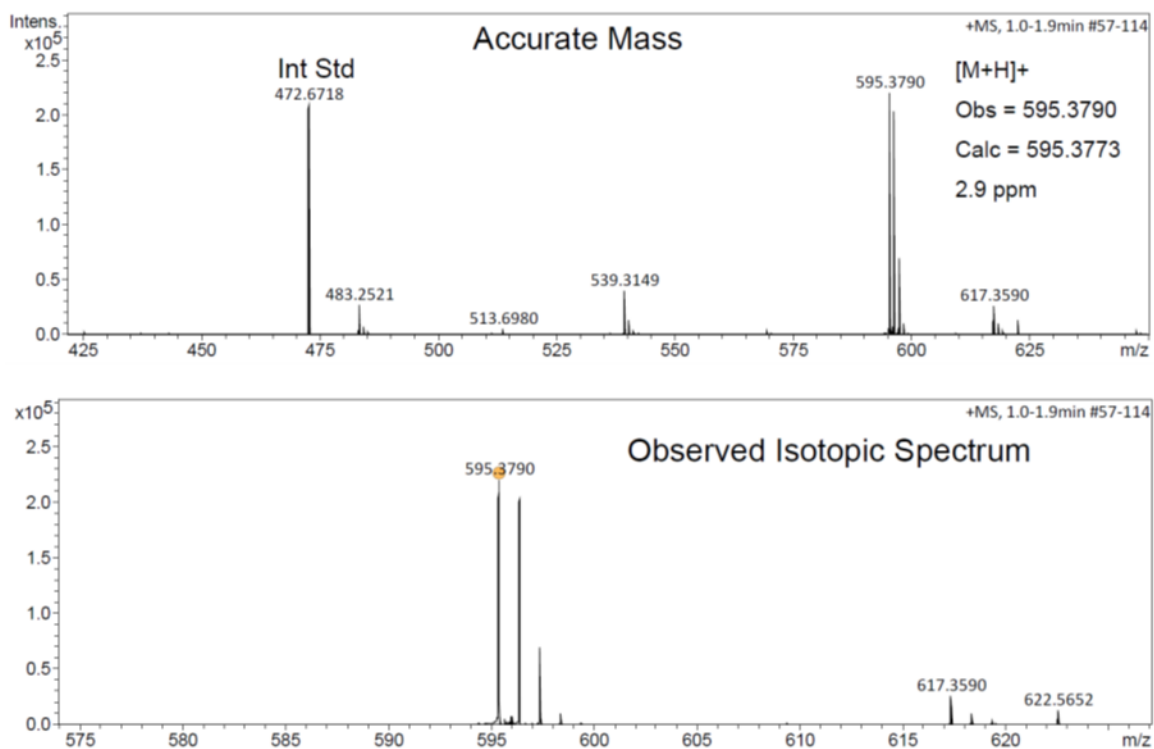 Intens.
x10⁵
+MS, 1.0-1.9min #57-114
Accurate Mass
2.5
2.0
1.5
1.0
0.5
0.0
Int Std
472.6718
483.2521
513.6980
539.3149
595.3790
617.3590
[M+H]+
Obs = 595.3790
Calc = 595.3773
2.9 ppm
425 450 475 500 525 550 575 600 625 m/z
x10⁵
+MS, 1.0-1.9min #57-114
Observed Isotopic Spectrum
2.5
2.0
1.5
1.0
0.5
0.0
595.3790
617.3590
622.5652
575 580 585 590 595 600 605 610 615 620 m/z